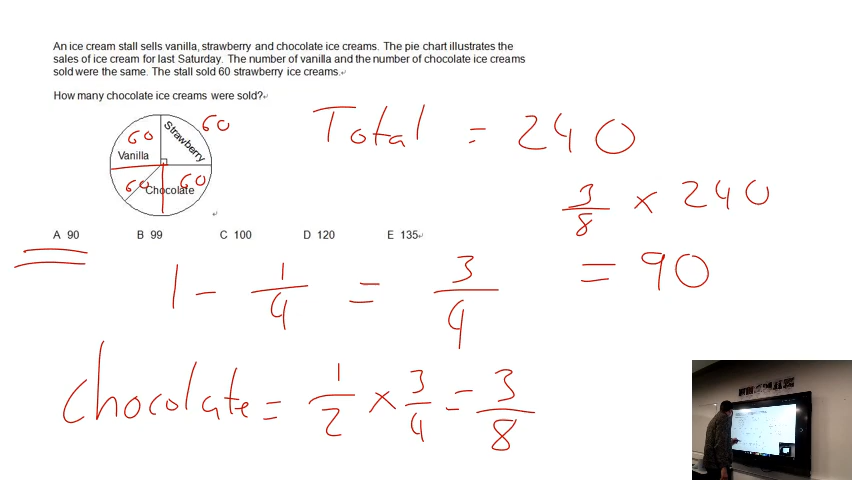 An ice cream stall sells vanilla, strawberry and chocolate ice creams. The pie chart illustrates the
sales of ice cream for last Saturday. The number of vanilla and the number of chocolate ice creams
sold were the same. The stall sold 60 strawberry ice creams.
How many chocolate ice creams were sold?
60 Strawberry 60
Vanilla
60 Chocolate 60
Total = 240
3/8 × 240
= 90
A 90 B 99 C 100 D 120 E 135
1 - 1/4 = 3/4
Chocolate = 1/2 × 3/4 = 3/8